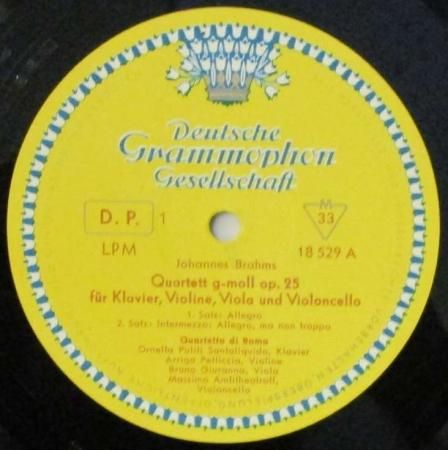 Deutsche
Grammophon
Gesellschaft
D. P. 1
M
33
LPM
18 529 A
Johannes Brahms
Quartett g-moll op. 25
für Klavier, Violine, Viola und Violoncello
1. Satz: Allegro
2. Satz: Intermezzo: Allegro, ma non troppo
Quartetto di Roma
Ornella Puliti Santoliquido, Klavier
Arrigo Pelliccia, Violine
Bruno Giuranna, Viola
Massimo Amfitheatroff,
Violoncello